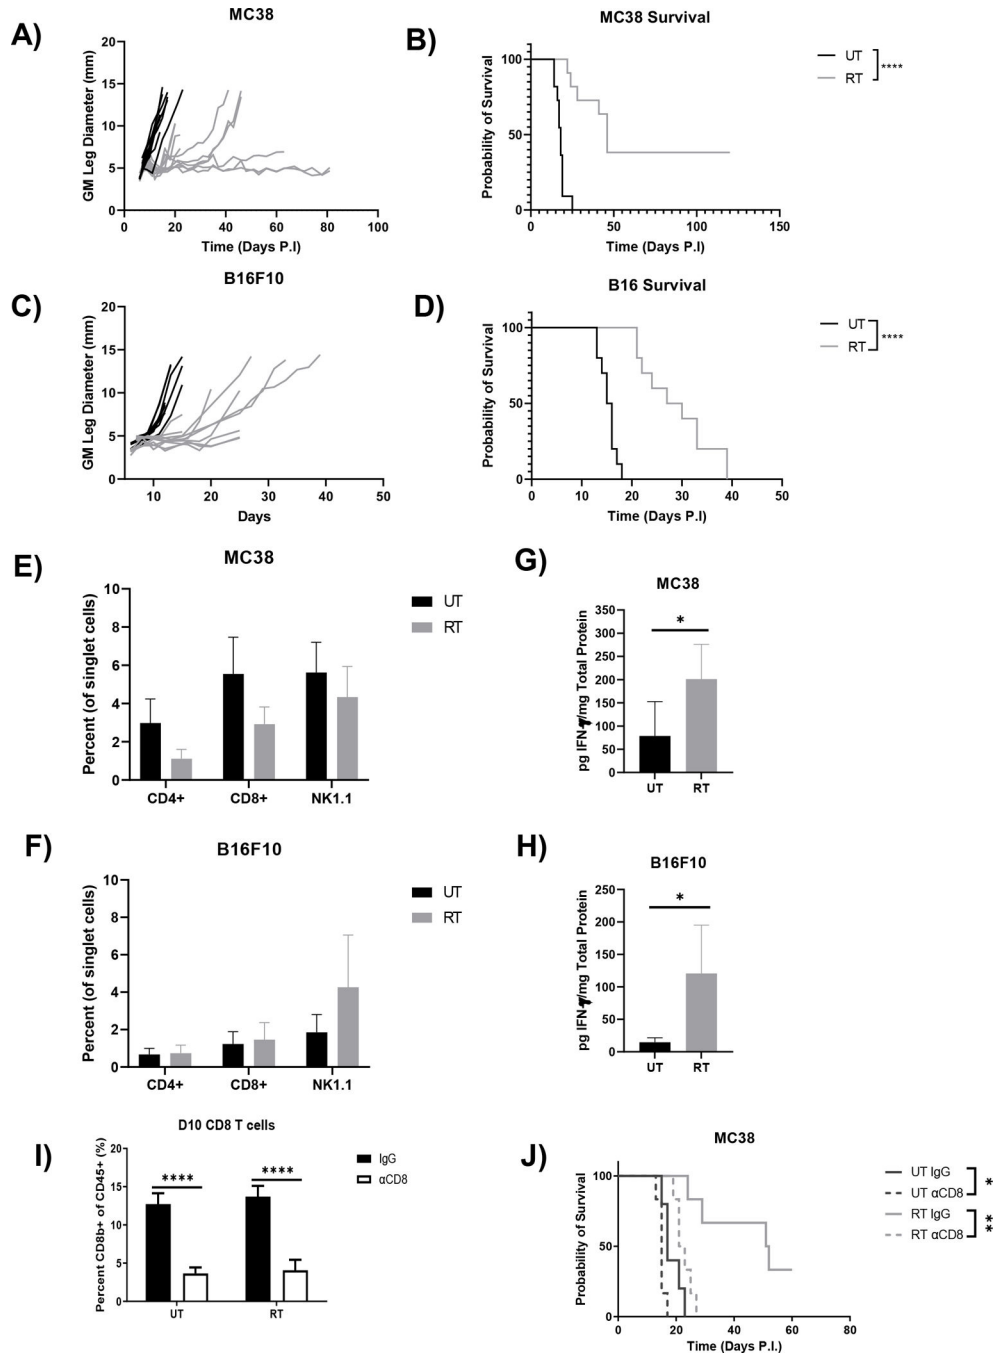 A)
MC38
GM Leg Diameter (mm)
20
15
10
5
0
0 20 40 60 80 100
Time (Days P.I)
B)
MC38 Survival
Probability of Survival
100
50
0
0 50 100 150
Time (Days P.I)
UT
RT
****
C)
B16F10
GM Leg Diameter (mm)
20
15
10
5
0
10 20 30 40 50
Days
D)
B16 Survival
Probability of Survival
100
50
0
0 10 20 30 40 50
Time (Days P.I)
UT
RT
****
E)
MC38
Percent (of singlet cells)
10
8
6
4
2
0
CD4+ CD8+ NK1.1
UT
RT
G)
MC38
pg IFN-γ/mg Total Protein
350
300
250
200
150
100
50
0
*
UT RT
F)
B16F10
Percent (of singlet cells)
10
8
6
4
2
0
CD4+ CD8+ NK1.1
UT
RT
H)
B16F10
pg IFN-γ/mg Total Protein
250
200
150
100
50
0
*
UT RT
I)
D10 CD8 T cells
Percent CD8b+ of CD45+ (%)
20
15
10
5
0
**** ****
UT RT
IgG
αCD8
J)
MC38
Probability of Survival
100
50
0
0 20 40 60 80
Time (Days P.I.)
UT IgG
UT αCD8
RT IgG
RT αCD8
*
**